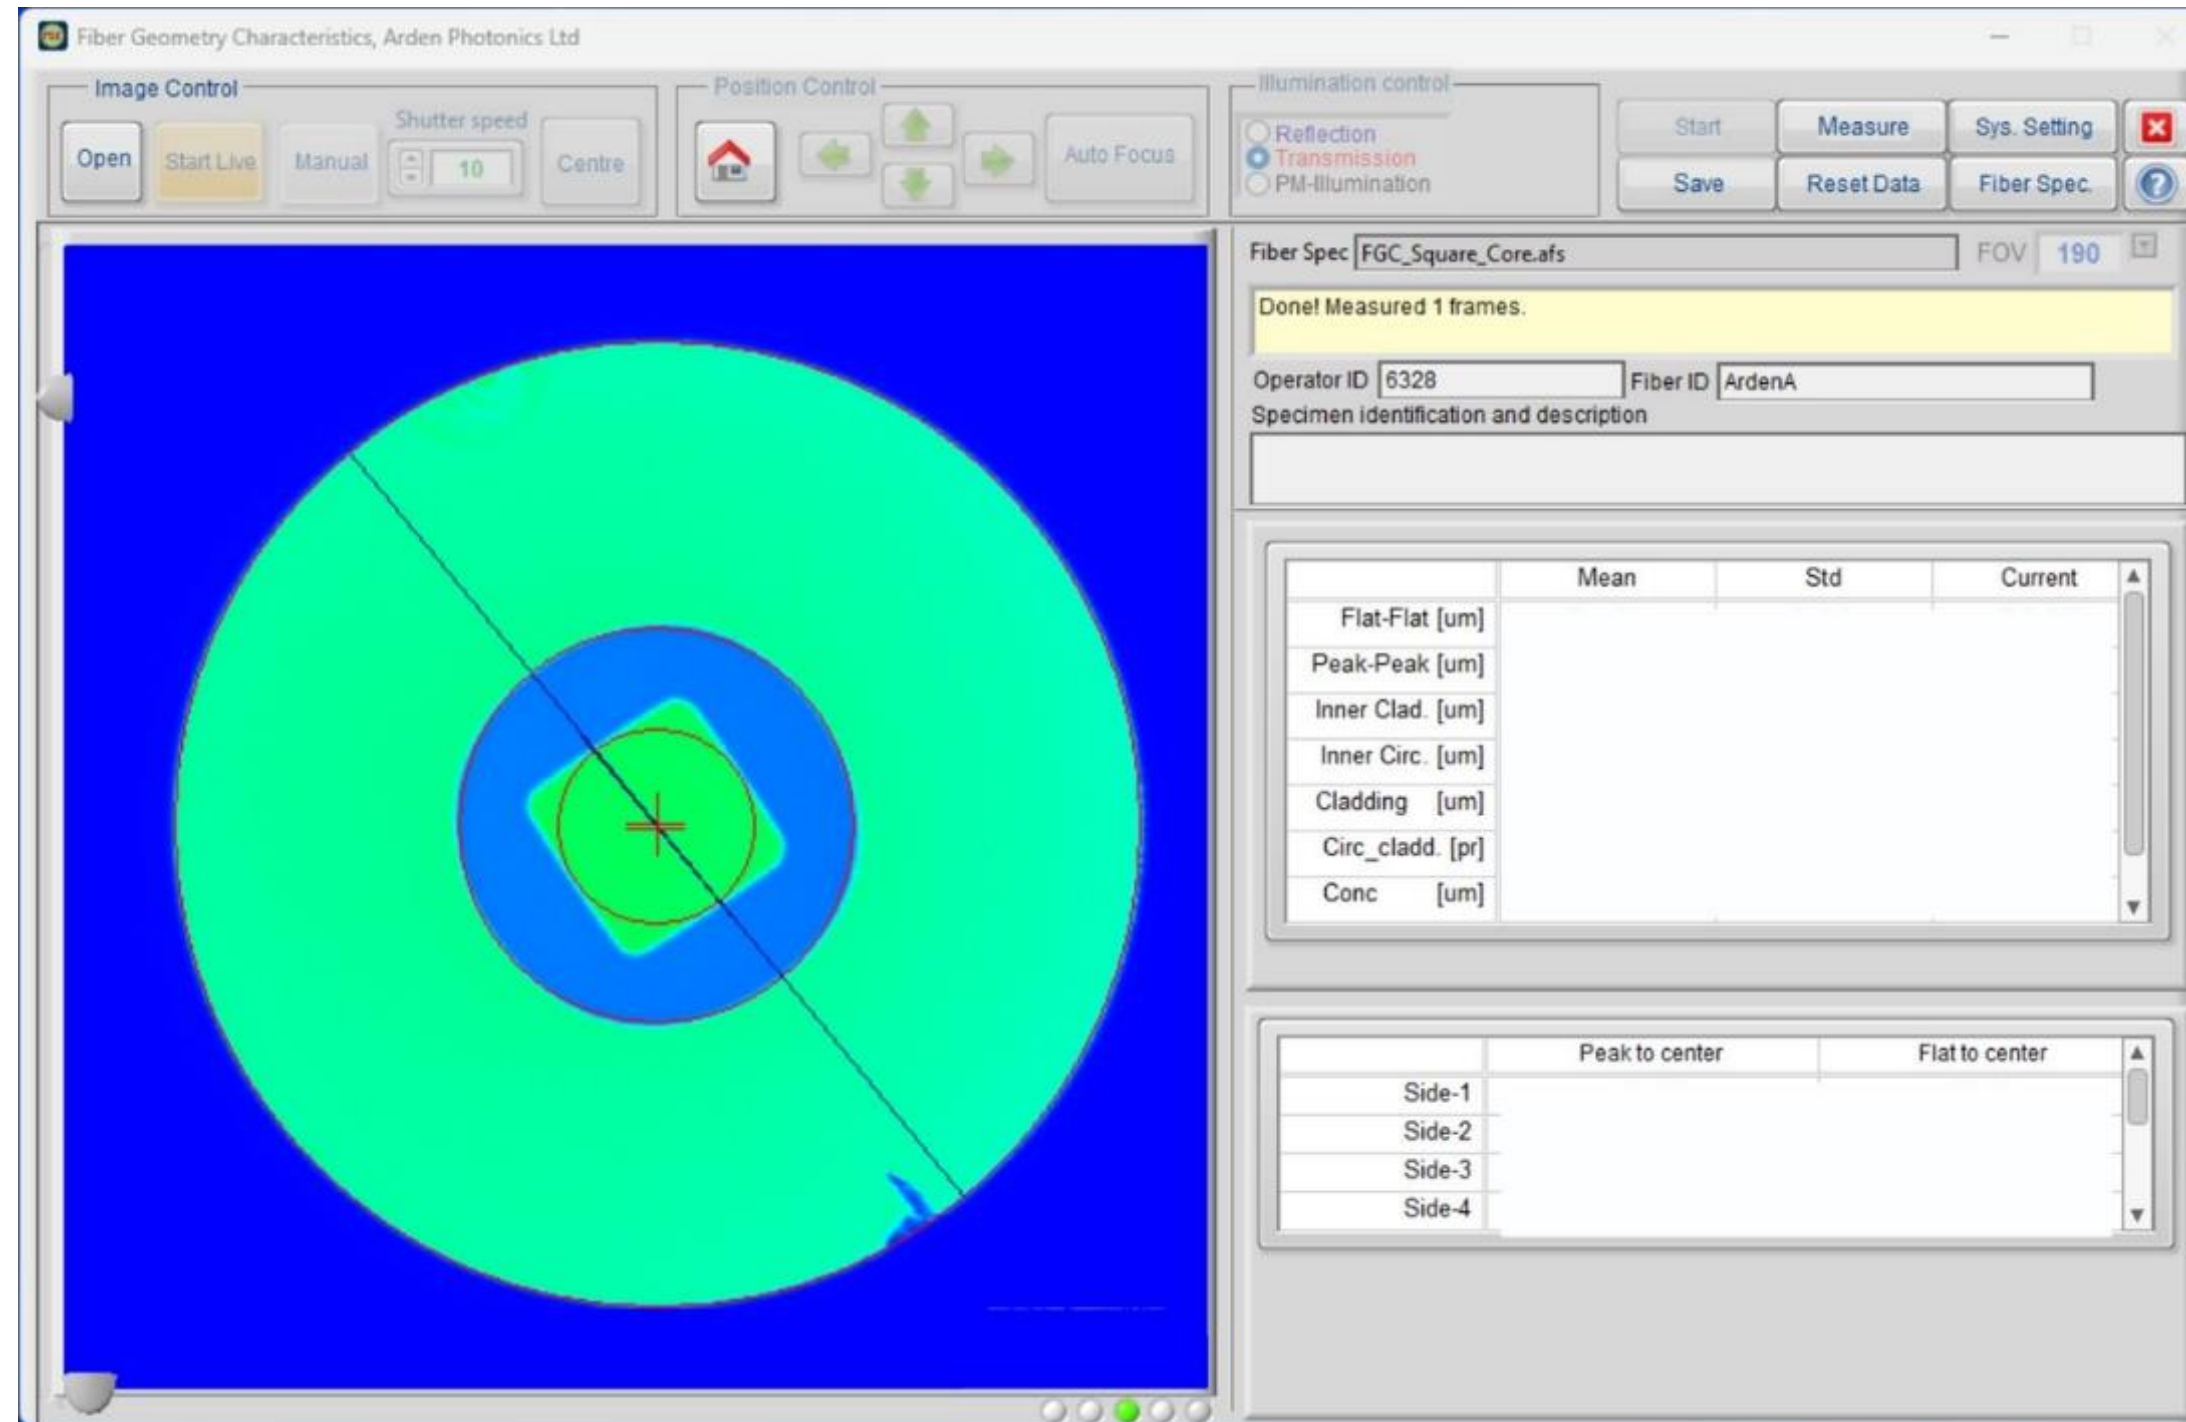 Fiber Geometry Characteristics, Arden Photonics Ltd
Image Control
Position Control
Illumination control
Open
Start Live
Manual
Shutter speed
10
Centre
Auto Focus
Reflection
Transmission
PM-Illumination
Start
Measure
Sys. Setting
Save
Reset Data
Fiber Spec.
Fiber Spec FGC_Square_Core.afs FOV 190
Done! Measured 1 frames.
Operator ID 6328 Fiber ID ArdenA
Specimen identification and description
Mean Std Current
Flat-Flat [um]
Peak-Peak [um]
Inner Clad. [um]
Inner Circ. [um]
Cladding [um]
Circ_cladd. [pr]
Conc [um]
Peak to center Flat to center
Side-1
Side-2
Side-3
Side-4